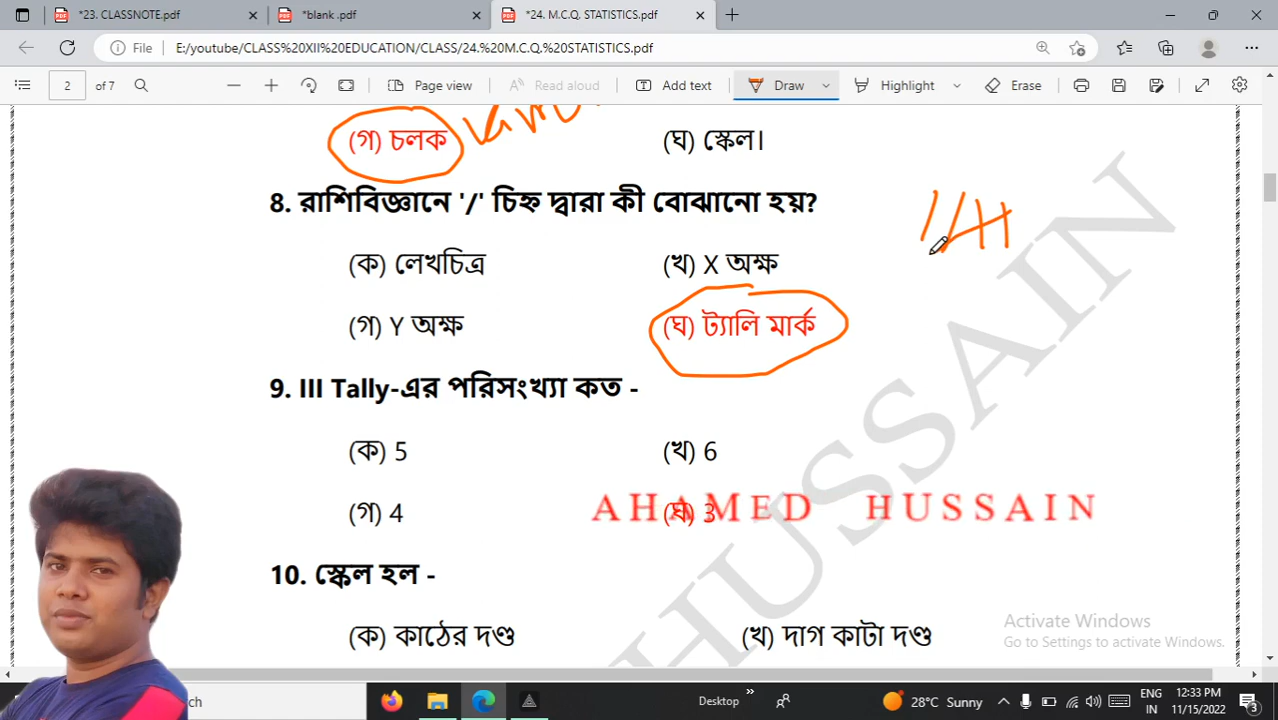 *23. CLASSNOTE.pdf
*blank .pdf
*24. M.C.Q. STATISTICS.pdf
File E:/youtube/CLASS%20XII%20EDUCATION/CLASS/24.%20M.C.Q.%20STATISTICS.pdf
2 of 7
Page view
Read aloud
Add text
Draw
Highlight
Erase
(গ) চলক
(ঘ) স্কেল।
8. রাশিবিজ্ঞানে '/' চিহ্ন দ্বারা কী বোঝানো হয়?
(ক) লেখচিত্র
(খ) X অক্ষ
(গ) Y অক্ষ
(ঘ) ট্যালি মার্ক
9. III Tally-এর পরিসংখ্যা কত -
(ক) 5
(খ) 6
(গ) 4
(ঘ) 3
AHAMED HUSSAIN
HUSSAIN
10. স্কেল হল -
(ক) কাঠের দণ্ড
(খ) দাগ কাটা দণ্ড
Activate Windows
Go to Settings to activate Windows.
rch
Desktop
28°C Sunny
ENG
IN
12:33 PM
11/15/2022
3